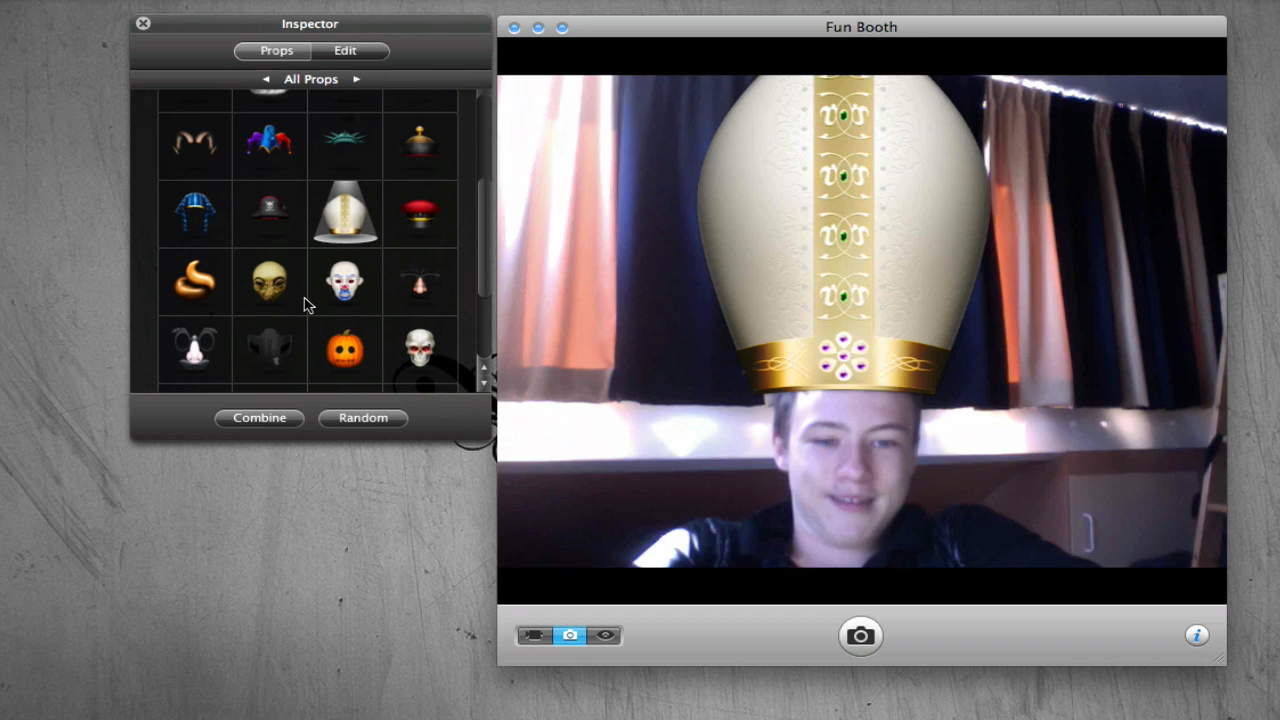 Inspector
Props Edit
All Props
Combine Random
Fun Booth